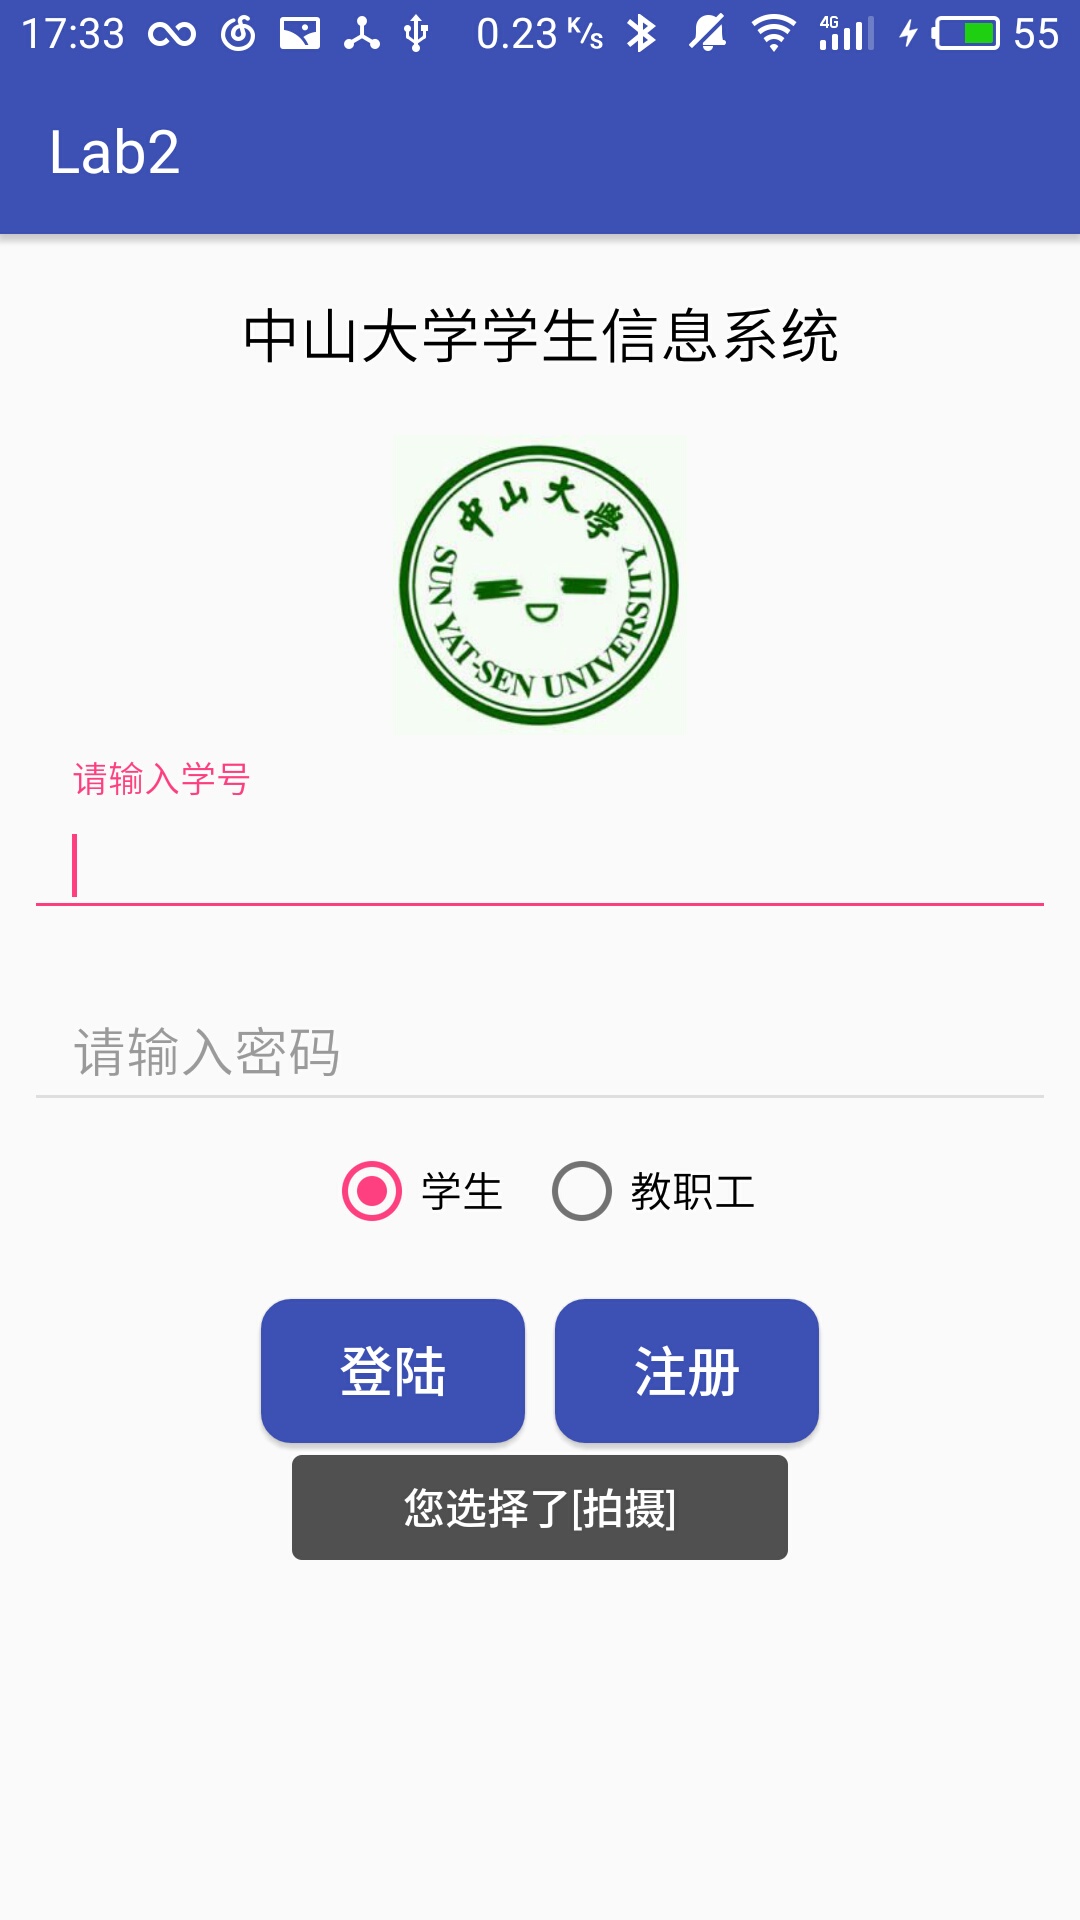 17:33 0.23 K/s 4G 55
Lab2
中山大学学生信息系统
中山大學
SUN YAT-SEN UNIVERSITY
请输入学号
请输入密码
学生 教职工
登陆 注册
您选择了[拍摄]